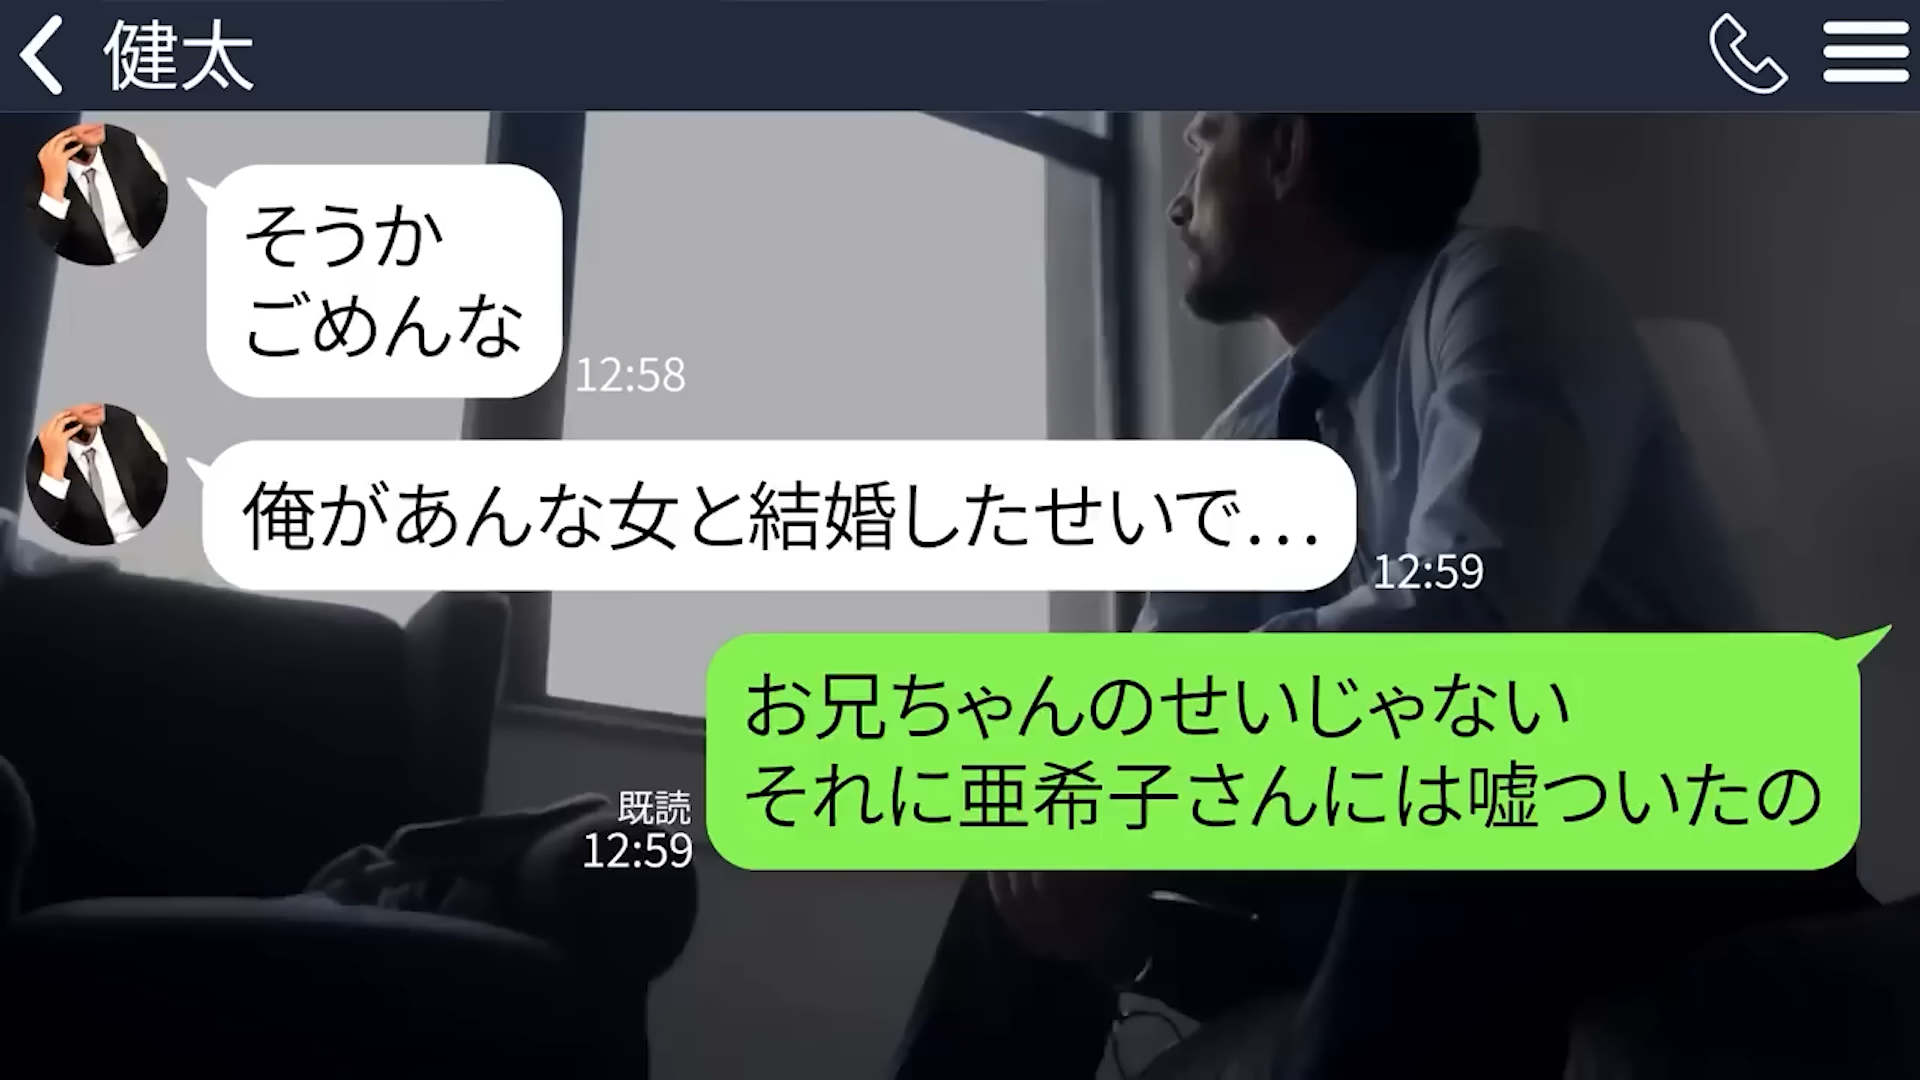 健太
そうか
ごめんな
12:58
俺があんな女と結婚したせいで...
12:59
お兄ちゃんのせいじゃない
それに亜希子さんには嘘ついたの
既読
12:59